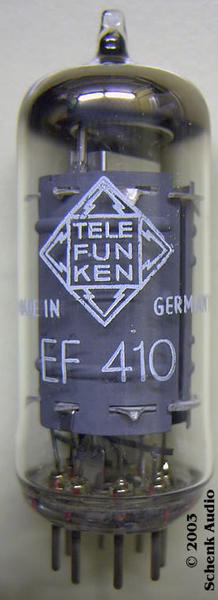 TELE
FUN
KEN
MADE IN GERMANY
EF 410
© 2003
Schenk Audio